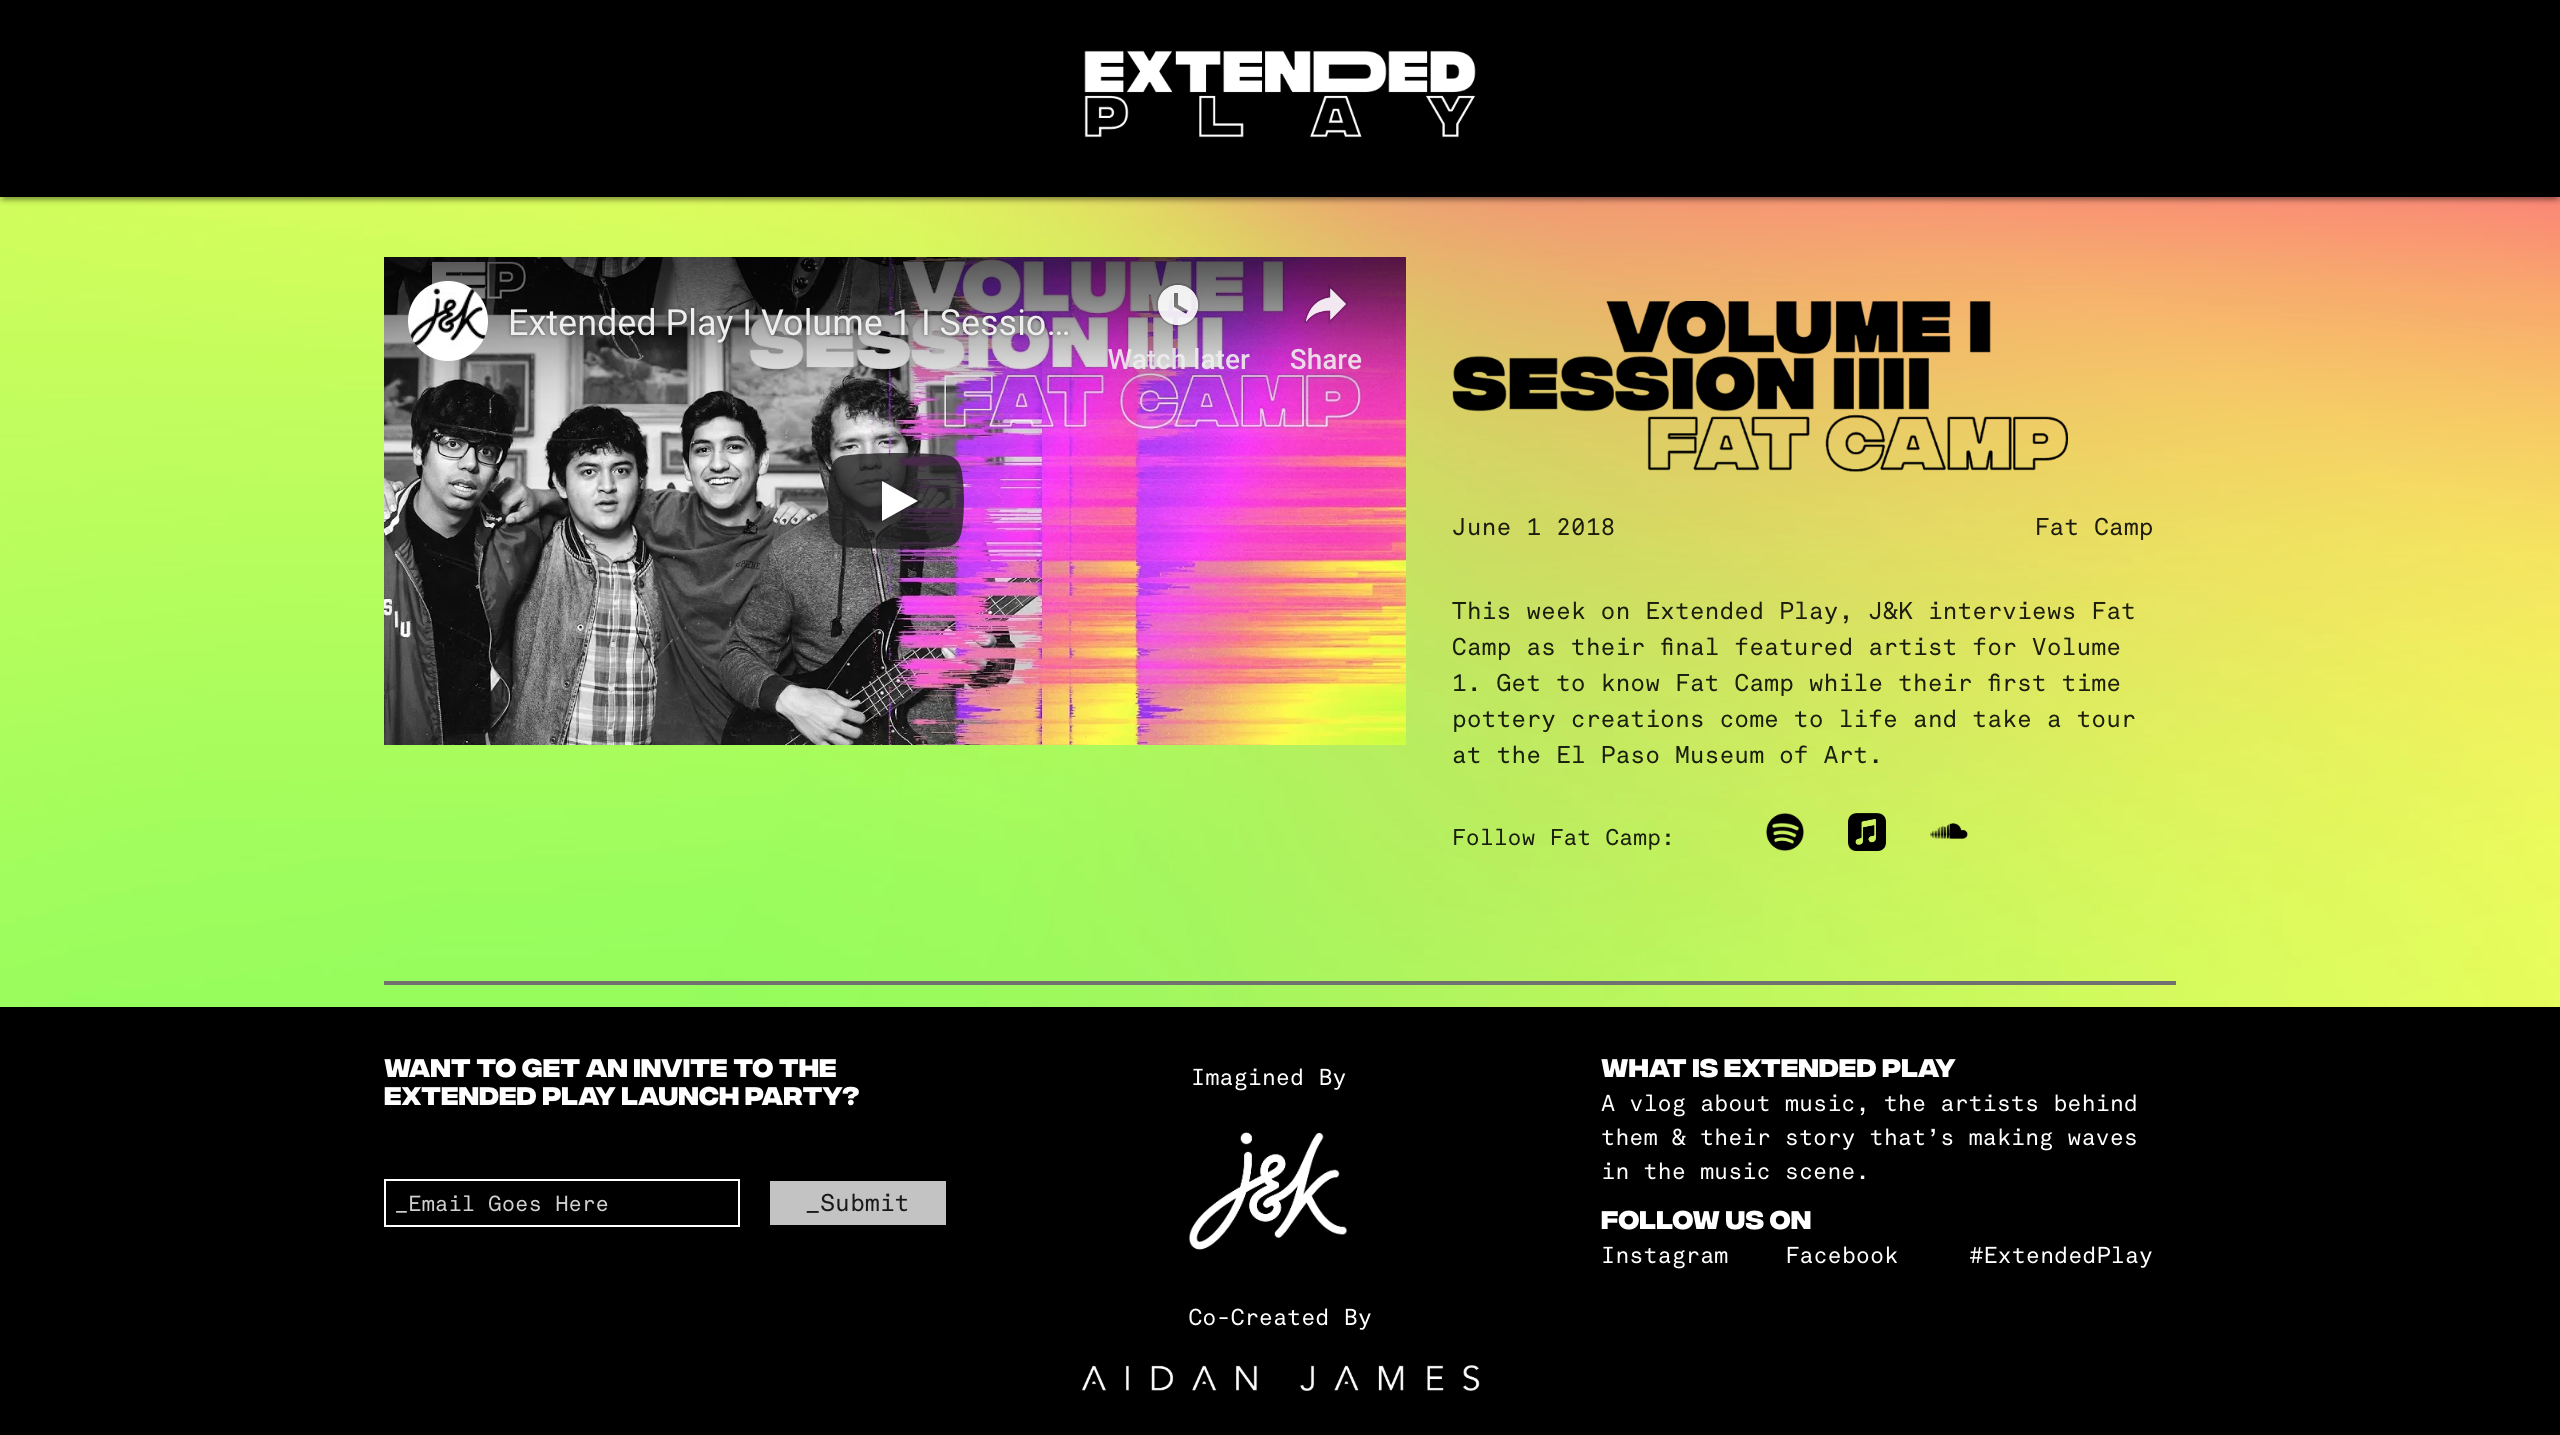 EXTENDED
PLAY
EP
VOLUME I
j&k
Extended Play I Volume 1 I Sessio...
SESSION IIII
Watch later
Share
FAT CAMP
SIU
VOLUME I
SESSION IIII
FAT CAMP
June 1 2018
Fat Camp
This week on Extended Play, J&K interviews Fat
Camp as their final featured artist for Volume
1. Get to know Fat Camp while their first time
pottery creations come to life and take a tour
at the El Paso Museum of Art.
Follow Fat Camp:
WANT TO GET AN INVITE TO THE
EXTENDED PLAY LAUNCH PARTY?
_Email Goes Here
_Submit
Imagined By
j&k
Co-Created By
AIDAN JAMES
WHAT IS EXTENDED PLAY
A vlog about music, the artists behind
them & their story that’s making waves
in the music scene.
FOLLOW US ON
Instagram
Facebook
#ExtendedPlay